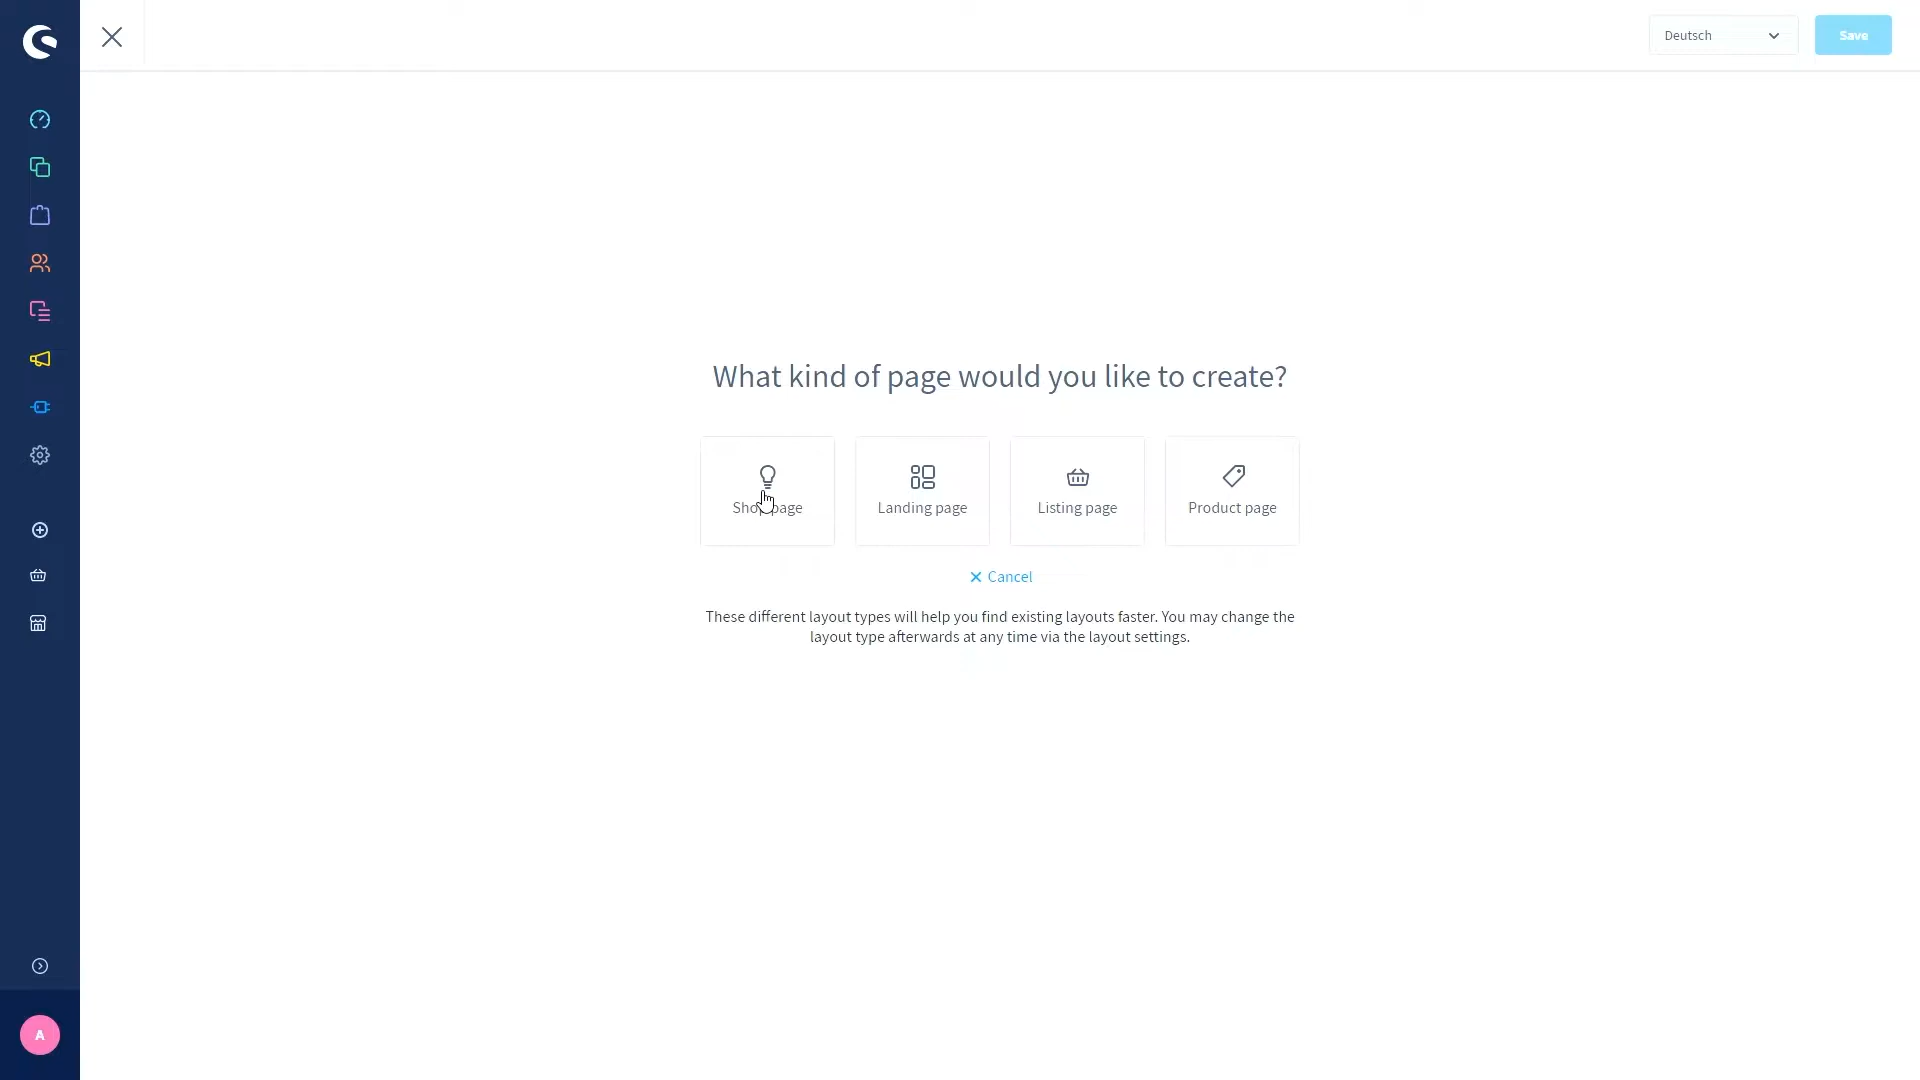 Deutsch
Save
What kind of page would you like to create?
Shop page
Landing page
Listing page
Product page
Cancel
These different layout types will help you find existing layouts faster. You may change the
layout type afterwards at any time via the layout settings.
A